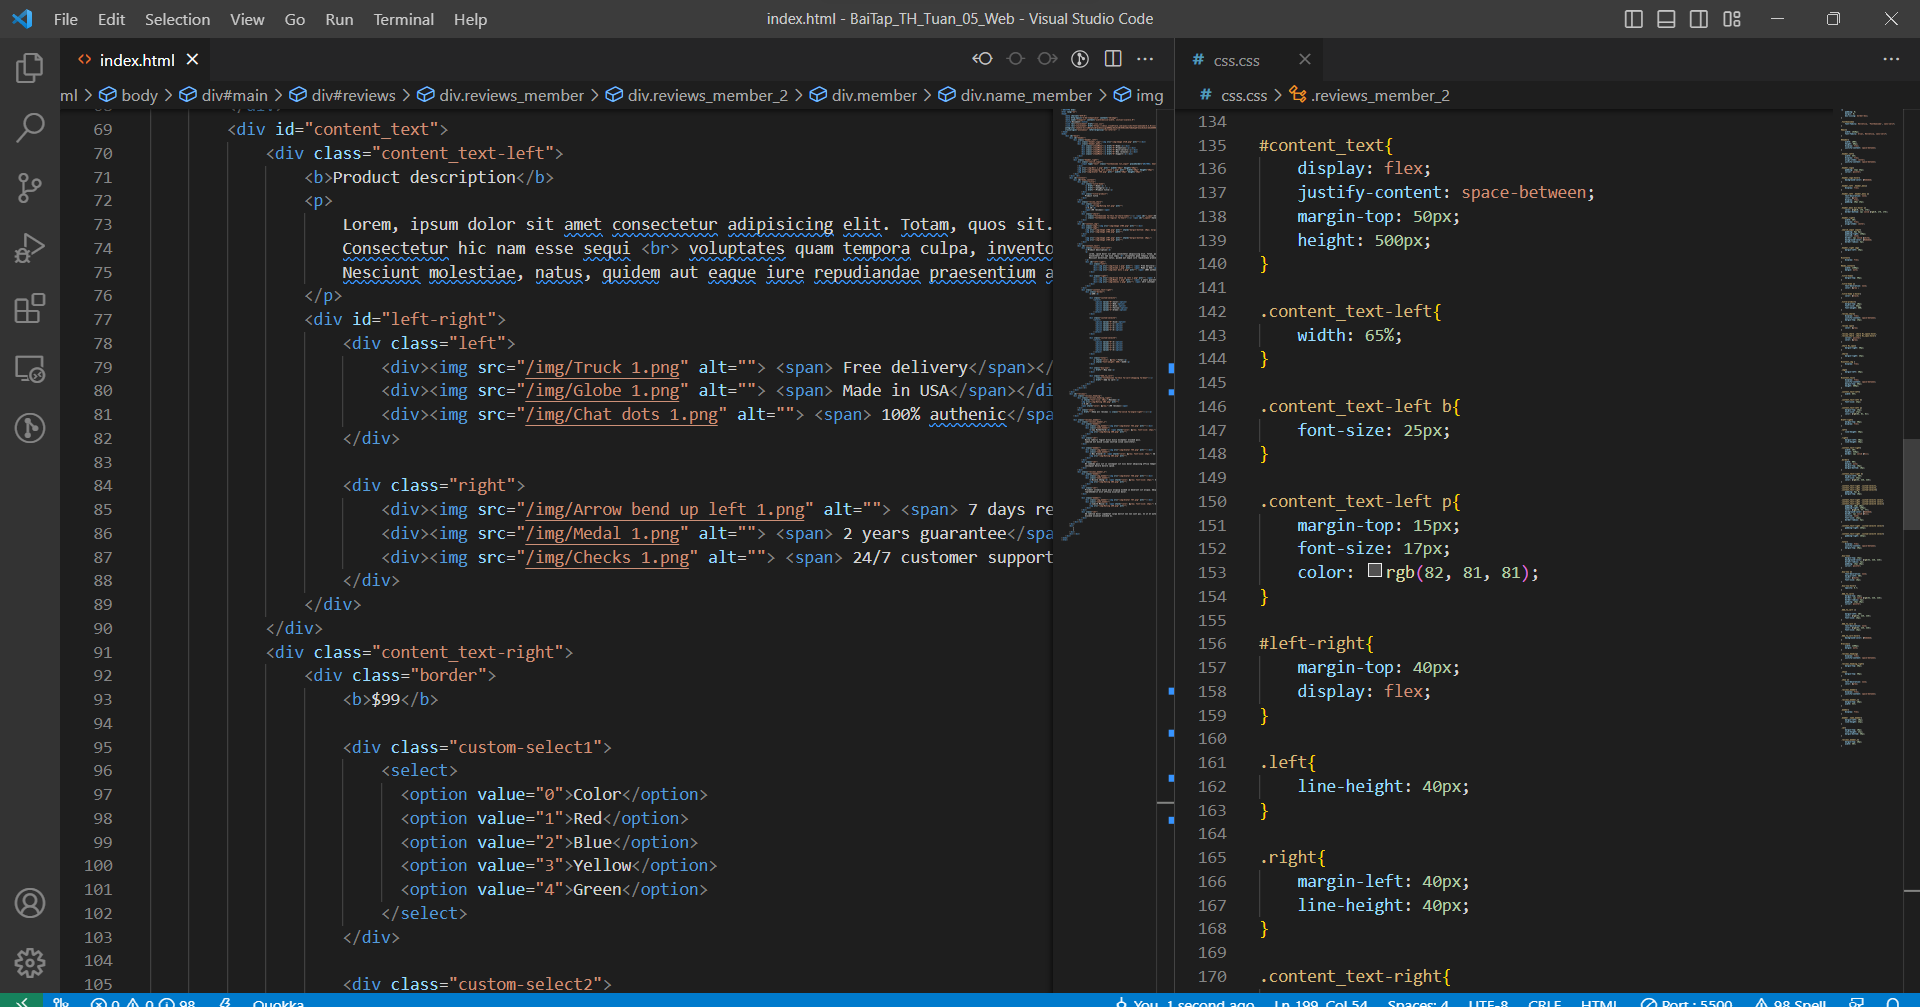 File Edit Selection View Go Run Terminal Help
index.html - BaiTap_TH_Tuan_05_Web - Visual Studio Code
index.html
ml > body > div#main > div#reviews > div.reviews_member > div.reviews_member_2 > div.member > div.name_member > img
69 <div id="content_text">
70 <div class="content_text-left">
71 <b>Product description</b>
72 <p>
73 Lorem, ipsum dolor sit amet consectetur adipisicing elit. Totam, quos sit.
74 Consectetur hic nam esse sequi <br> voluptates quam tempora culpa, invento
75 Nesciunt molestiae, natus, quidem aut eaque iure repudiandae praesentium a
76 </p>
77 <div id="left-right">
78 <div class="left">
79 <div><img src="/img/Truck 1.png" alt=""> <span> Free delivery</span></
80 <div><img src="/img/Globe 1.png" alt=""> <span> Made in USA</span></di
81 <div><img src="/img/Chat dots 1.png" alt=""> <span> 100% authenic</spa
82 </div>
83
84 <div class="right">
85 <div><img src="/img/Arrow bend up left 1.png" alt=""> <span> 7 days re
86 <div><img src="/img/Medal 1.png" alt=""> <span> 2 years guarantee</spa
87 <div><img src="/img/Checks 1.png" alt=""> <span> 24/7 customer support
88 </div>
89 </div>
90 </div>
91 <div class="content_text-right">
92 <div class="border">
93 <b>$99</b>
94
95 <div class="custom-select1">
96 <select>
97 <option value="0">Color</option>
98 <option value="1">Red</option>
99 <option value="2">Blue</option>
100 <option value="3">Yellow</option>
101 <option value="4">Green</option>
102 </select>
103 </div>
104
105 <div class="custom-select2">
# css.css
# css.css > .reviews_member_2
134
135 #content_text{
136 display: flex;
137 justify-content: space-between;
138 margin-top: 50px;
139 height: 500px;
140 }
141
142 .content_text-left{
143 width: 65%;
144 }
145
146 .content_text-left b{
147 font-size: 25px;
148 }
149
150 .content_text-left p{
151 margin-top: 15px;
152 font-size: 17px;
153 color: rgb(82, 81, 81);
154 }
155
156 #left-right{
157 margin-top: 40px;
158 display: flex;
159 }
160
161 .left{
162 line-height: 40px;
163 }
164
165 .right{
166 margin-left: 40px;
167 line-height: 40px;
168 }
169
170 .content_text-right{
0 0 98 Quokka You, 1 second ago Ln 199, Col 54 Spaces: 4 UTF-8 CRLF HTML Port : 5500 98 Spell